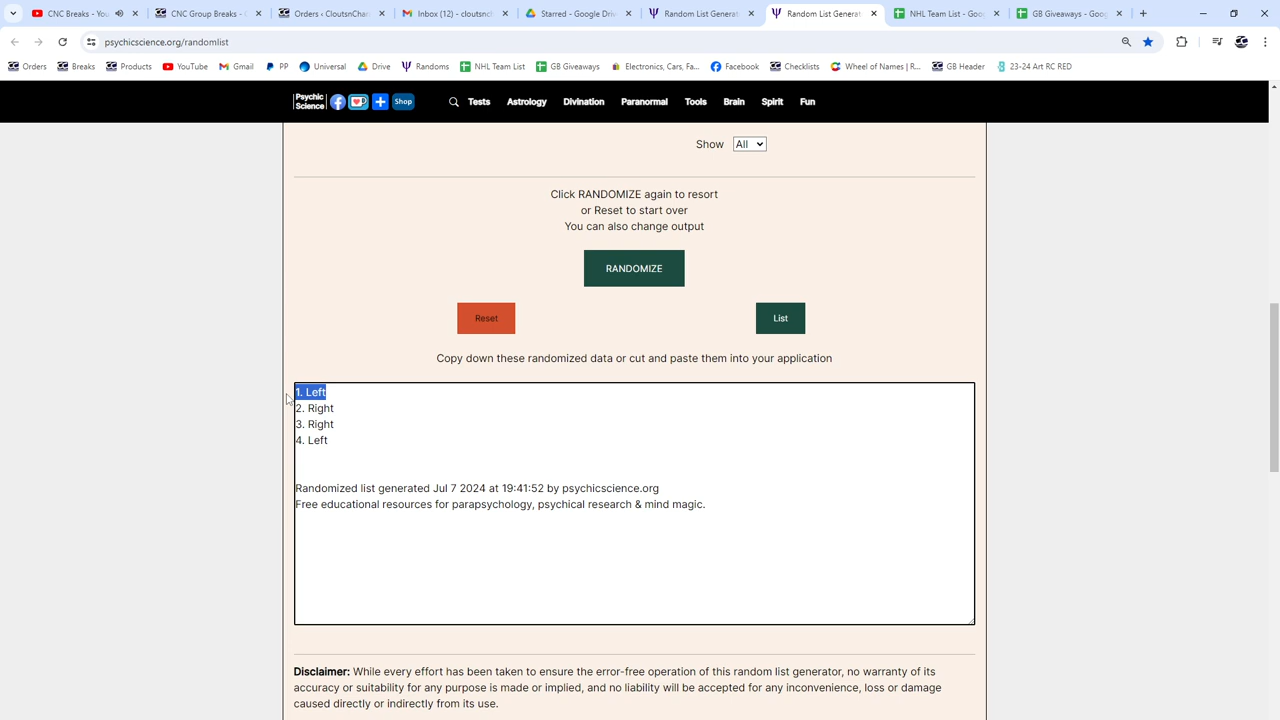 CNC Breaks - You
CNC Group Breaks - C
Orders < CloutsnChar
Inbox (12) - cloutsnch
Starred - Google Driv
Random List Generato
Random List Generat
NHL Team List - Goog
GB Giveaways - Goog
psychicscience.org/randomlist
Orders
Breaks
Products
YouTube
Gmail
PP
Universal
Drive
Randoms
NHL Team List
GB Giveaways
Electronics, Cars, Fa...
Facebook
Checklists
Wheel of Names | R...
GB Header
23-24 Art RC RED
Psychic
Science
Shop
Tests
Astrology
Divination
Paranormal
Tools
Brain
Spirit
Fun
Show All
Click RANDOMIZE again to resort
or Reset to start over
You can also change output
RANDOMIZE
Reset
List
Copy down these randomized data or cut and paste them into your application
1. Left
2. Right
3. Right
4. Left
Randomized list generated Jul 7 2024 at 19:41:52 by psychicscience.org
Free educational resources for parapsychology, psychical research & mind magic.
Disclaimer: While every effort has been taken to ensure the error-free operation of this random list generator, no warranty of its
accuracy or suitability for any purpose is made or implied, and no liability will be accepted for any inconvenience, loss or damage
caused directly or indirectly from its use.